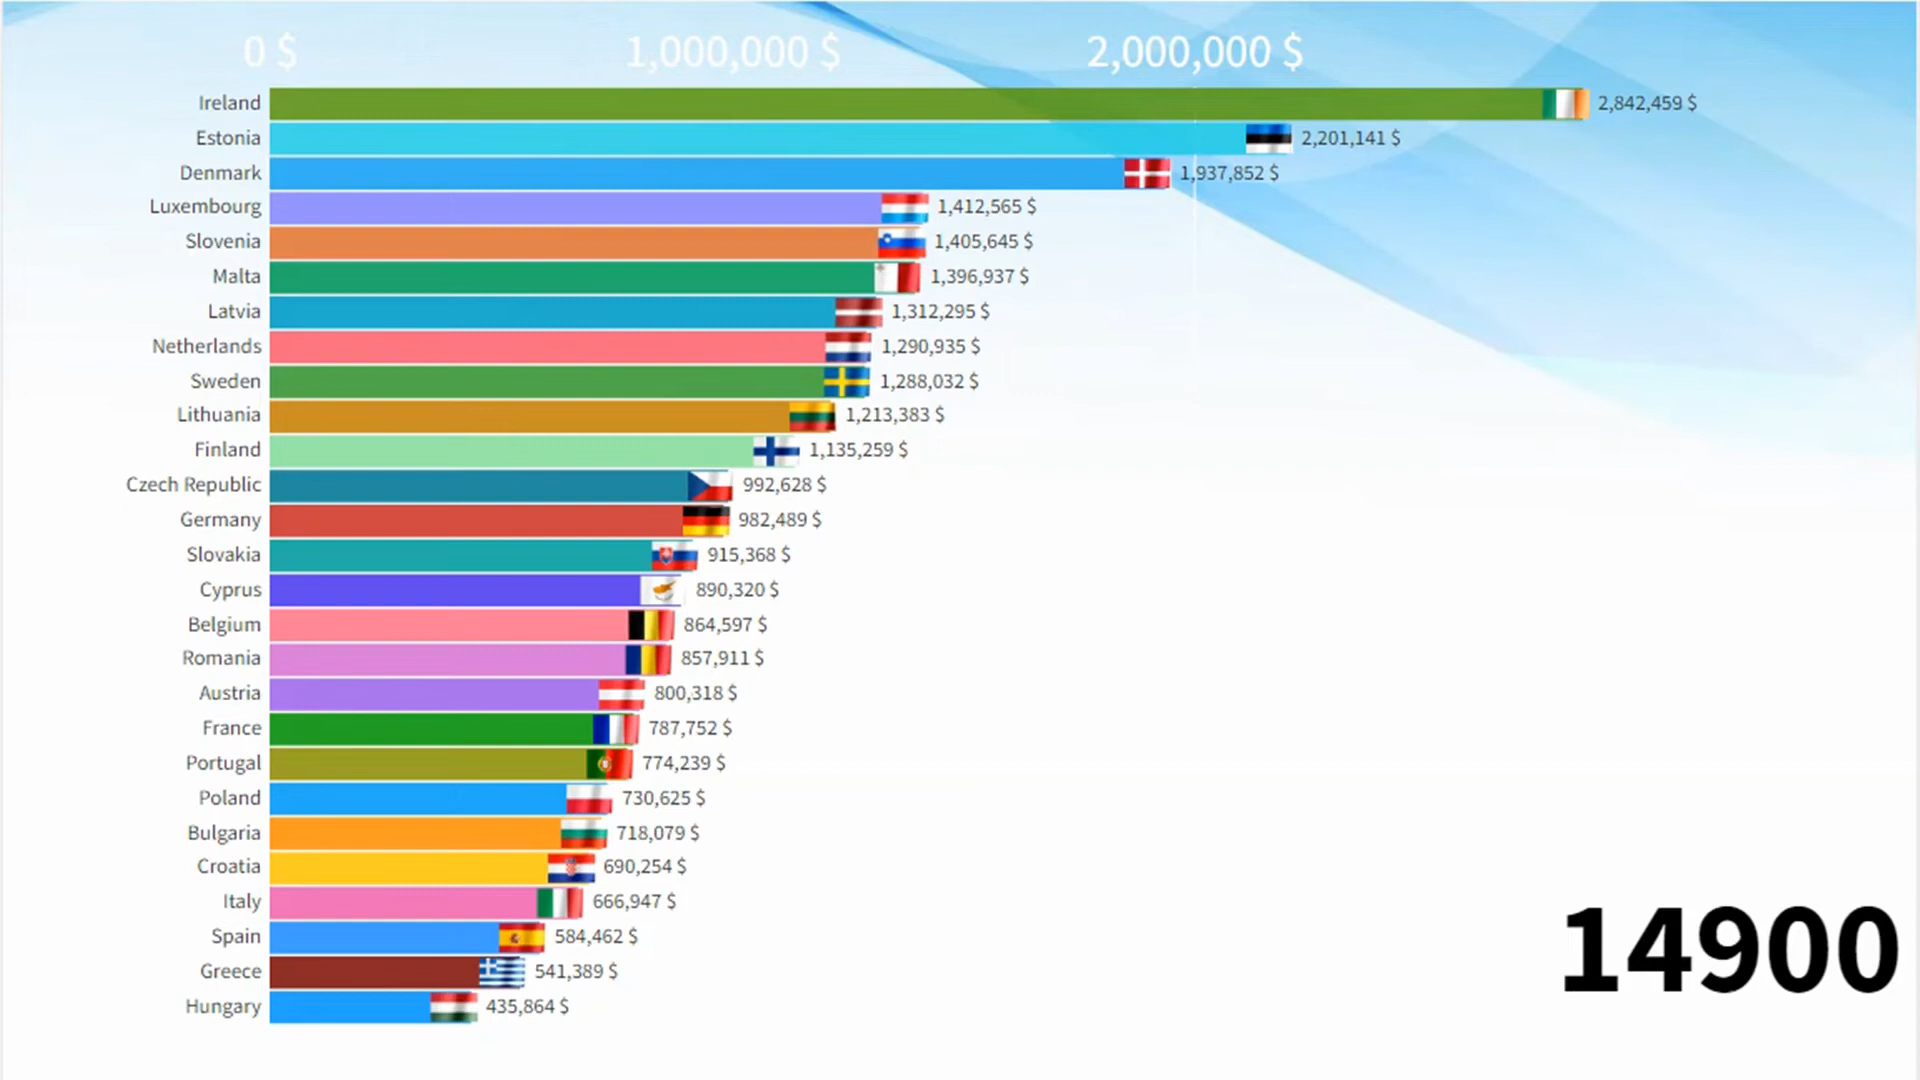 0 $ 1,000,000 $ 2,000,000 $
Ireland 2,842,459 $
Estonia 2,201,141 $
Denmark 1,937,852 $
Luxembourg 1,412,565 $
Slovenia 1,405,645 $
Malta 1,396,937 $
Latvia 1,312,295 $
Netherlands 1,290,935 $
Sweden 1,288,032 $
Lithuania 1,213,383 $
Finland 1,135,259 $
Czech Republic 992,628 $
Germany 982,489 $
Slovakia 915,368 $
Cyprus 890,320 $
Belgium 864,597 $
Romania 857,911 $
Austria 800,318 $
France 787,752 $
Portugal 774,239 $
Poland 730,625 $
Bulgaria 718,079 $
Croatia 690,254 $
Italy 666,947 $
Spain 584,462 $
Greece 541,389 $
Hungary 435,864 $
14900